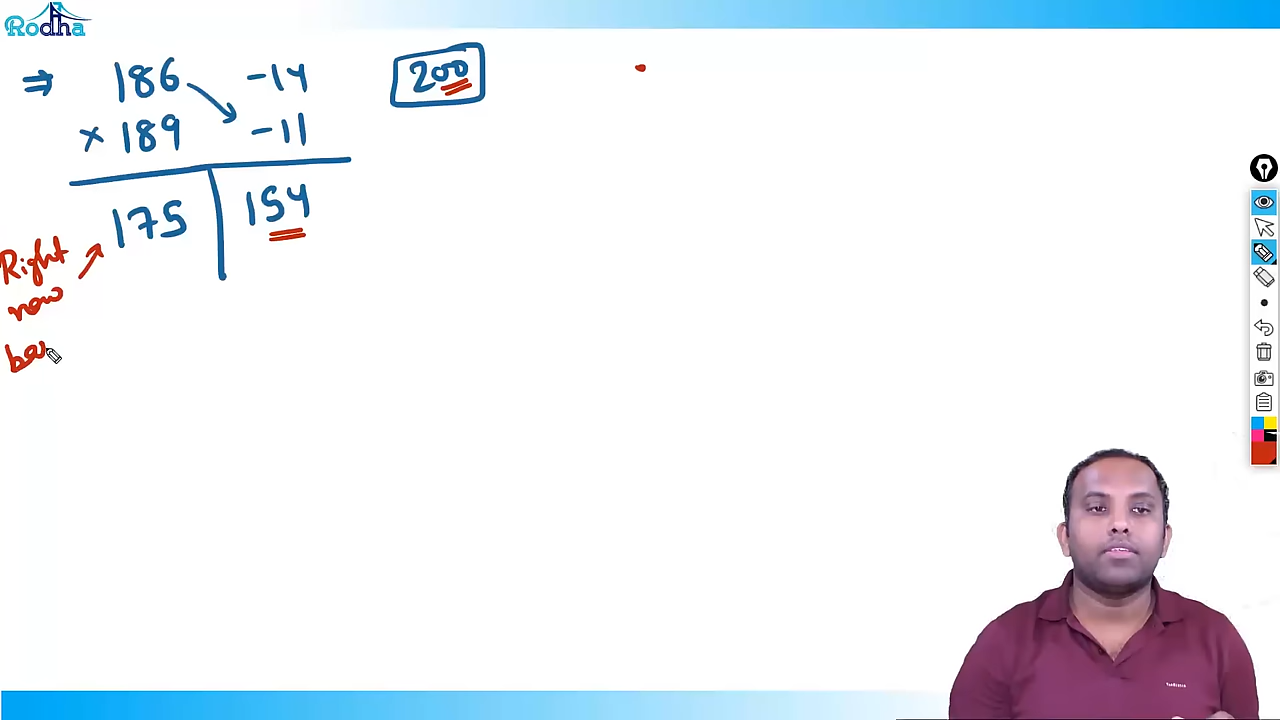 Rodha
⇒ 186 -14 200
× 189 -11
175 | 154
Right
now